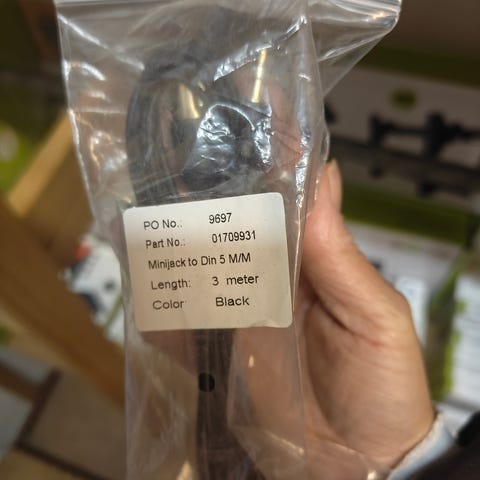 PO No.: 9697
Part No.: 01709931
Minijack to Din 5 M/M
Length: 3 meter
Color: Black